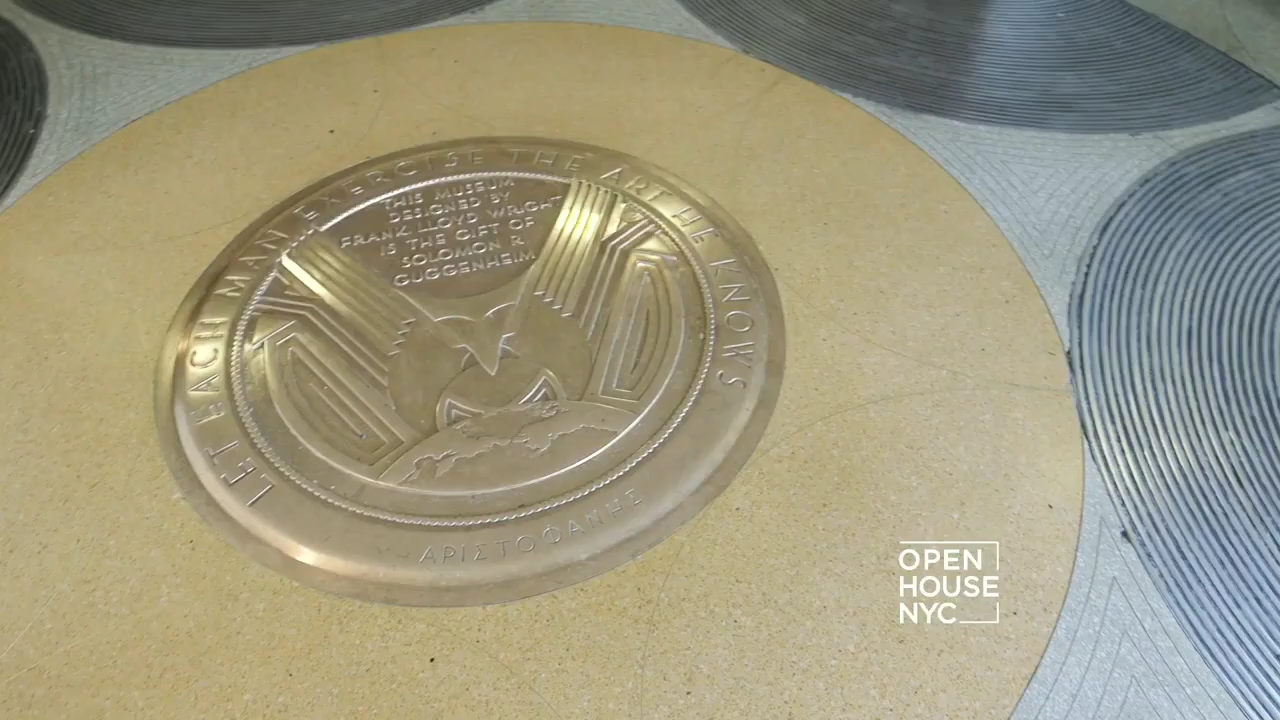 LET EACH MAN EXERCISE THE ART HE KNOWS
THIS MUSEUM
DESIGNED BY
FRANK LLOYD WRIGHT
IS THE GIFT OF
SOLOMON R.
GUGGENHEIM
ΑΡΙΣΤΟΦΑΝΗΣ
OPEN
HOUSE
NYC